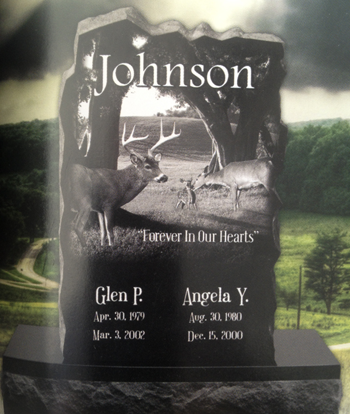 Johnson
"Forever In Our Hearts"
Glen P. Angela Y.
Apr. 30, 1979 Aug. 30, 1980
Mar. 3, 2002 Dec. 15, 2000